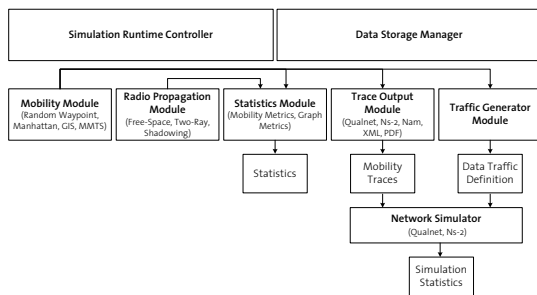 Simulation Runtime Controller
Data Storage Manager
Mobility Module
(Random Waypoint,
Manhattan, GIS, MMTS)
Radio Propagation
Module
(Free-Space, Two-Ray,
Shadowing)
Statistics Module
(Mobility Metrics, Graph
Metrics)
Trace Output
Module
(Qualnet, Ns-2, Nam,
XML, PDF)
Traffic Generator
Module
Statistics
Mobility
Traces
Data Traffic
Definition
Network Simulator
(Qualnet, Ns-2)
Simulation
Statistics